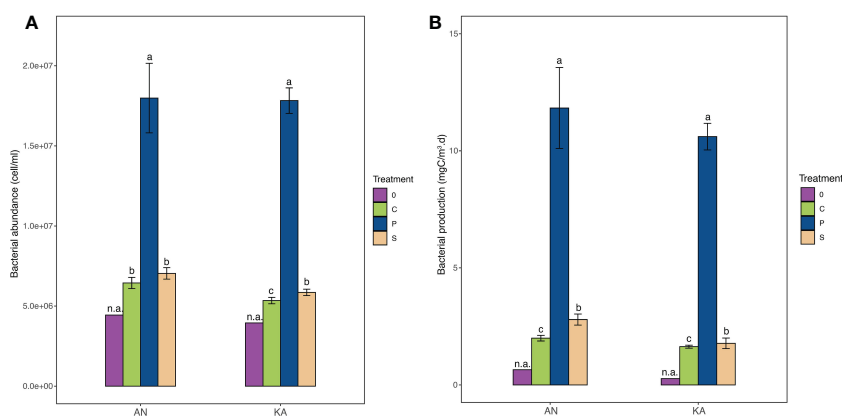 A
Bacterial abundance (cell/ml)
2.0e+07
1.5e+07
1.0e+07
5.0e+06
0.0e+00
n.a.
b
a
b
n.a.
c
a
b
AN
KA
Treatment
0
C
P
S
B
Bacterial production (mgC/m³.d)
15
10
5
0
n.a.
c
a
b
n.a.
c
a
b
AN
KA
Treatment
0
C
P
S